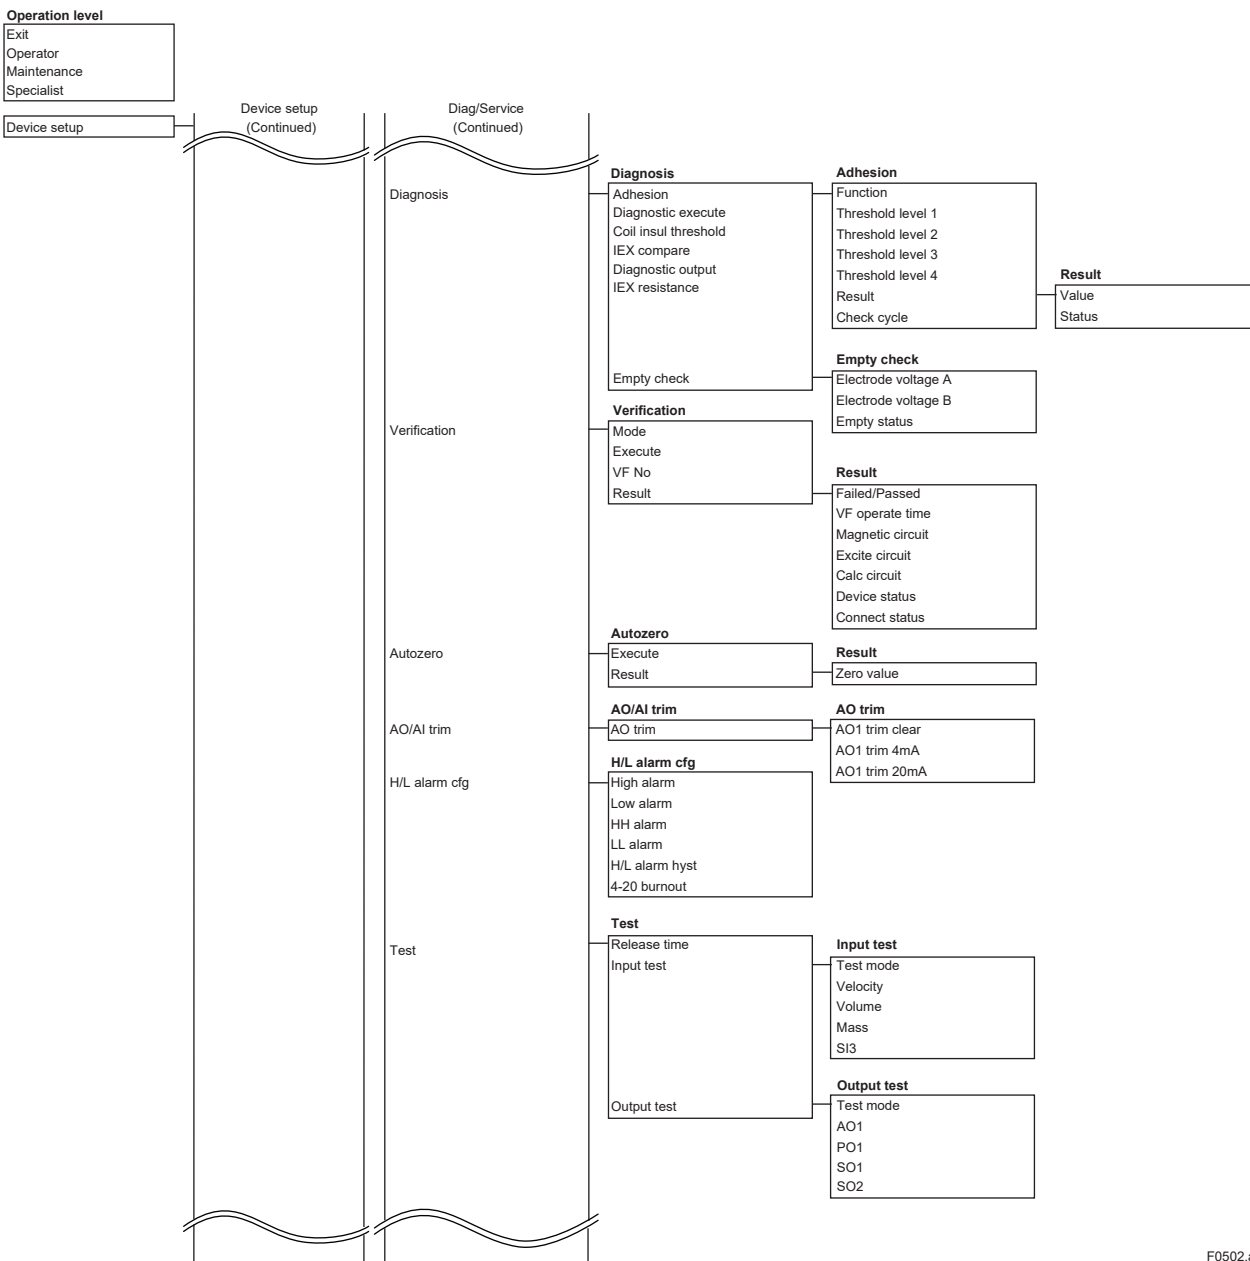 Operation level
Exit
Operator
Maintenance
Specialist
Device setup
Device setup
(Continued)
Diag/Service
(Continued)
Diagnosis
Diagnosis
Adhesion
Diagnostic execute
Coil insul threshold
IEX compare
Diagnostic output
IEX resistance
Empty check
Adhesion
Function
Threshold level 1
Threshold level 2
Threshold level 3
Threshold level 4
Result
Check cycle
Result
Value
Status
Empty check
Electrode voltage A
Electrode voltage B
Empty status
Verification
Verification
Mode
Execute
VF No
Result
Result
Failed/Passed
VF operate time
Magnetic circuit
Excite circuit
Calc circuit
Device status
Connect status
Autozero
Autozero
Execute
Result
Result
Zero value
AO/AI trim
AO/AI trim
AO trim
AO trim
AO1 trim clear
AO1 trim 4mA
AO1 trim 20mA
H/L alarm cfg
H/L alarm cfg
High alarm
Low alarm
HH alarm
LL alarm
H/L alarm hyst
4-20 burnout
Test
Test
Release time
Input test
Output test
Input test
Test mode
Velocity
Volume
Mass
SI3
Output test
Test mode
AO1
PO1
SO1
SO2